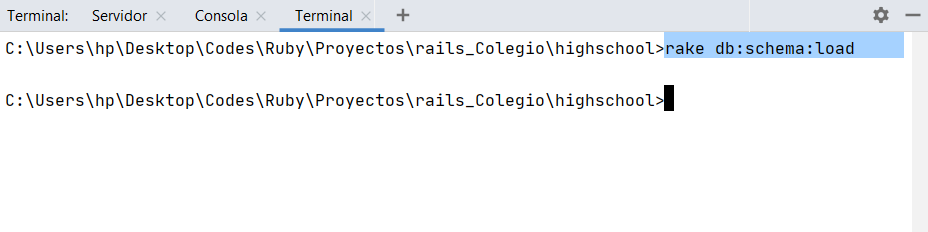 Terminal: Servidor Consola Terminal
C:\Users\hp\Desktop\Codes\Ruby\Proyectos\rails_Colegio\highschool>rake db:schema:load
C:\Users\hp\Desktop\Codes\Ruby\Proyectos\rails_Colegio\highschool>